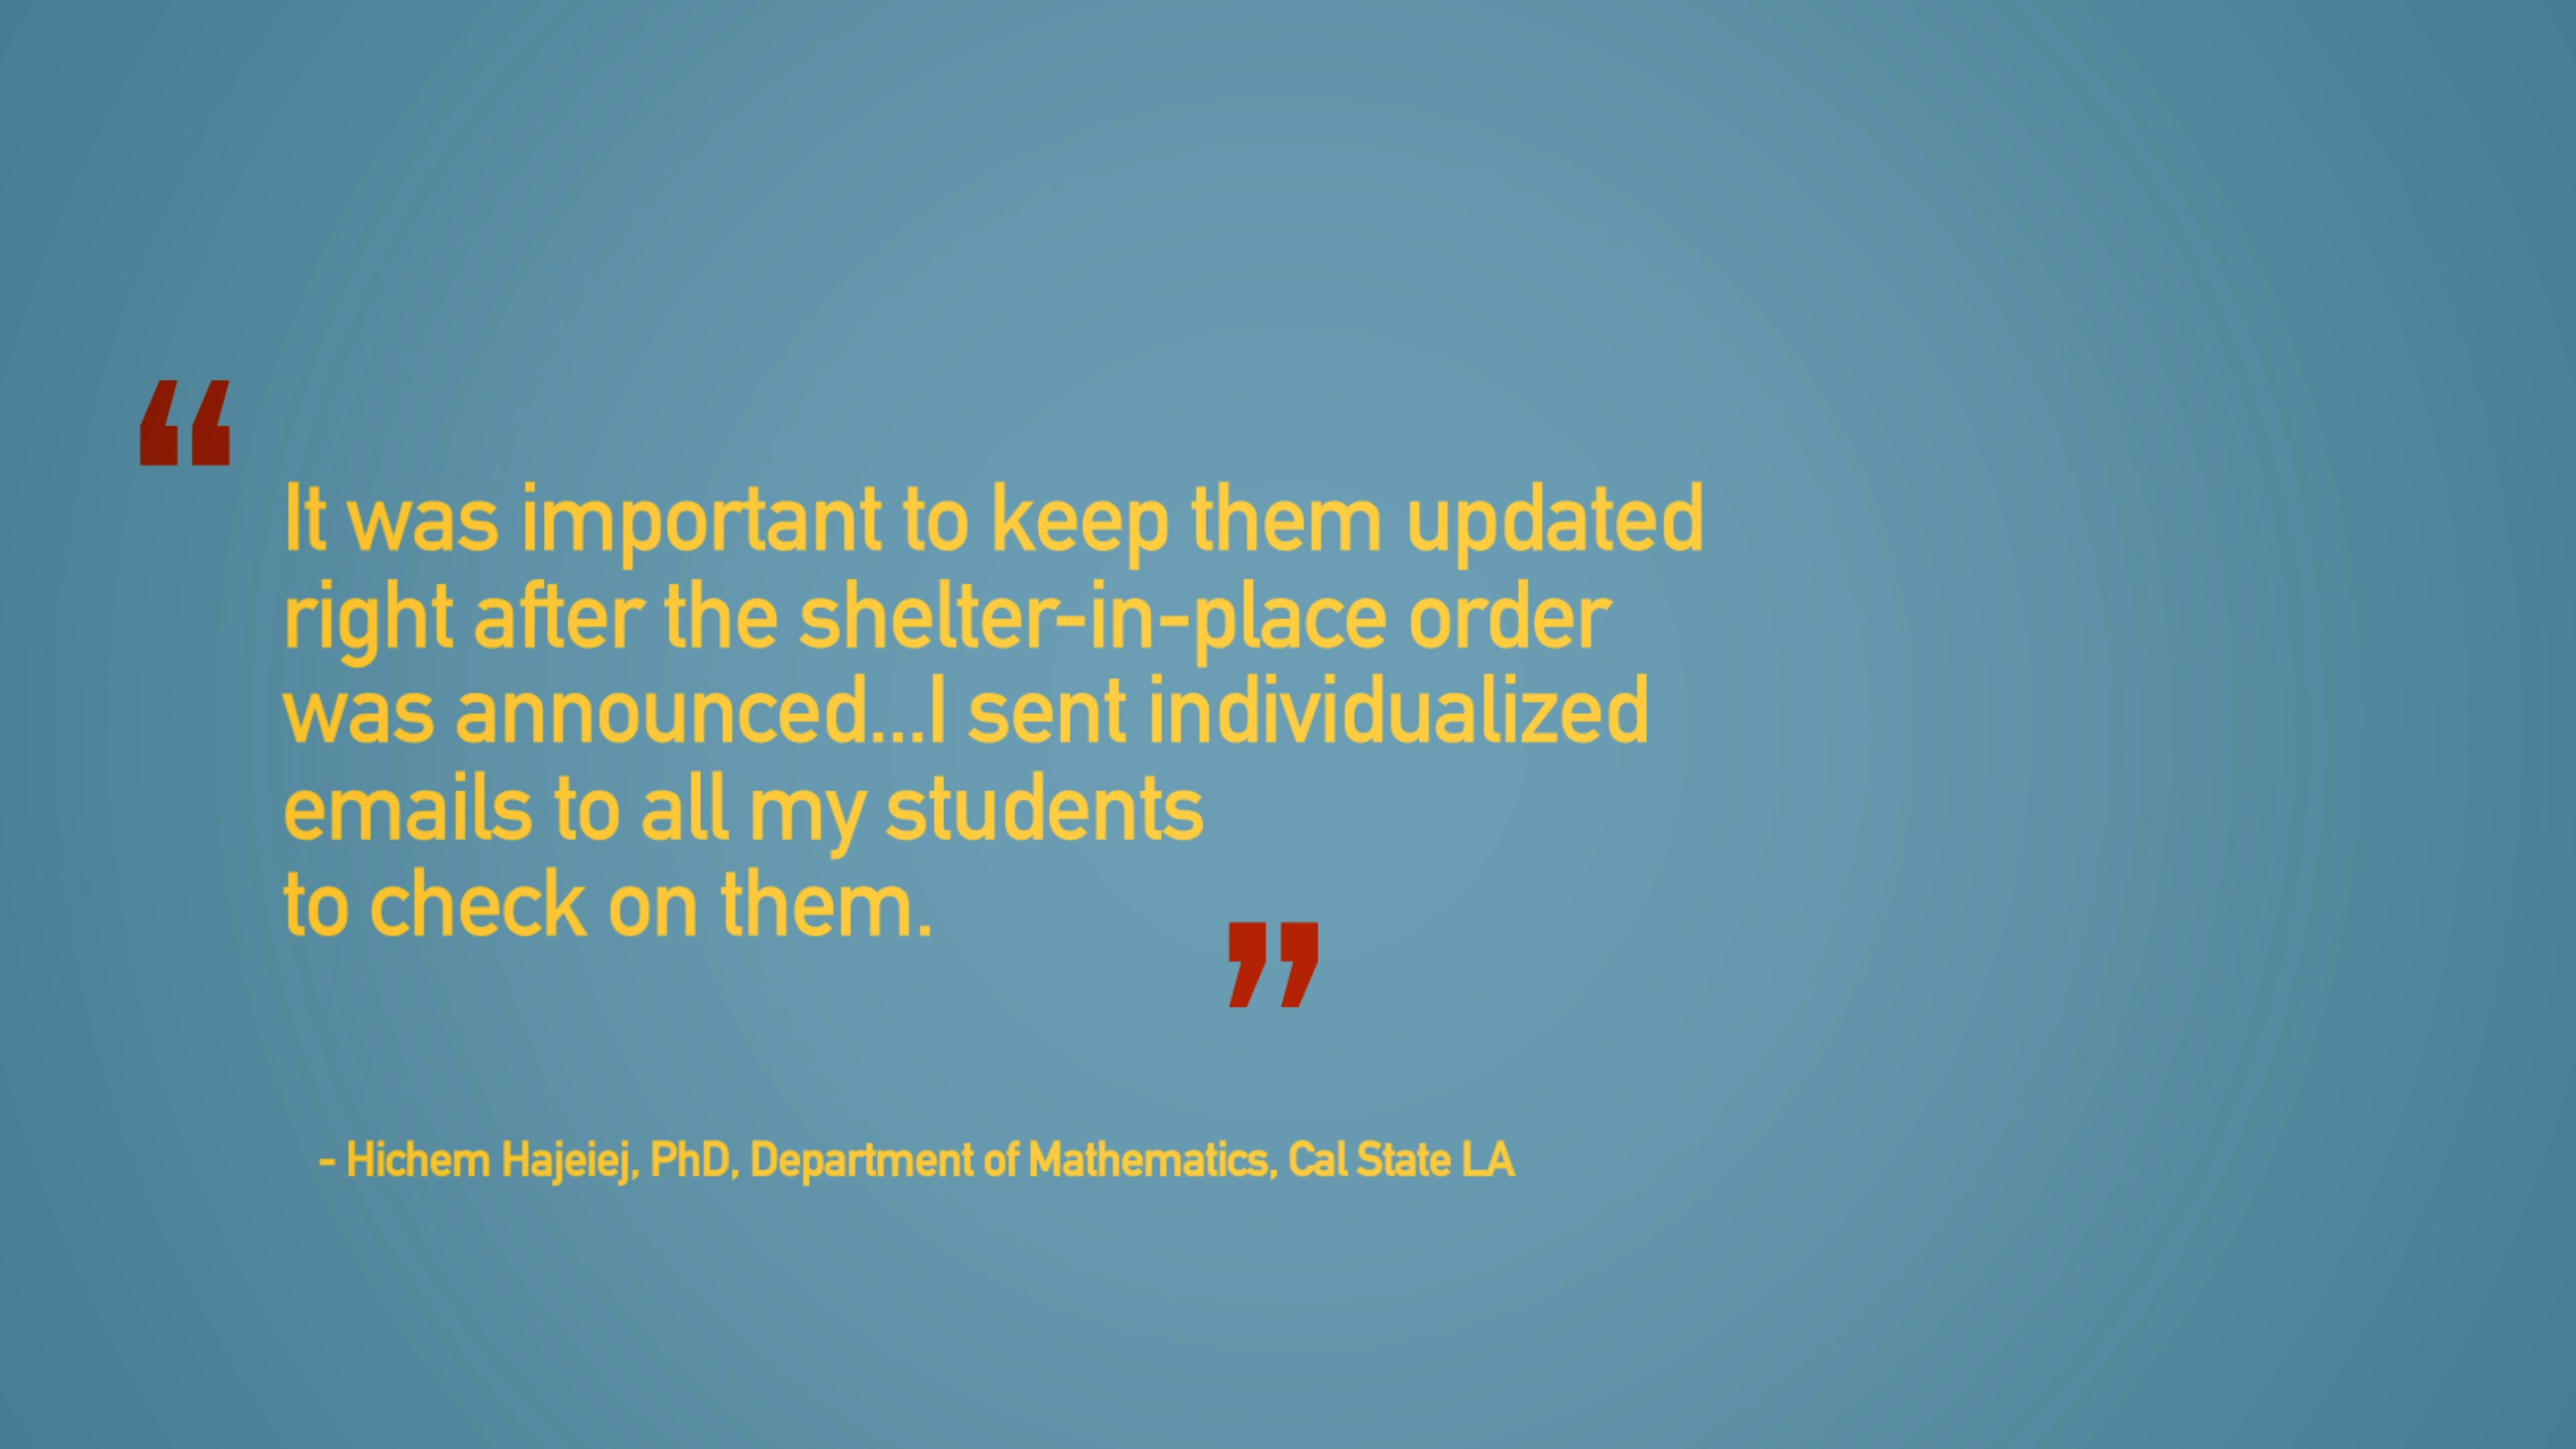 “
It was important to keep them updated
right after the shelter-in-place order
was announced...I sent individualized
emails to all my students
to check on them.
”
- Hichem Hajeiej, PhD, Department of Mathematics, Cal State LA